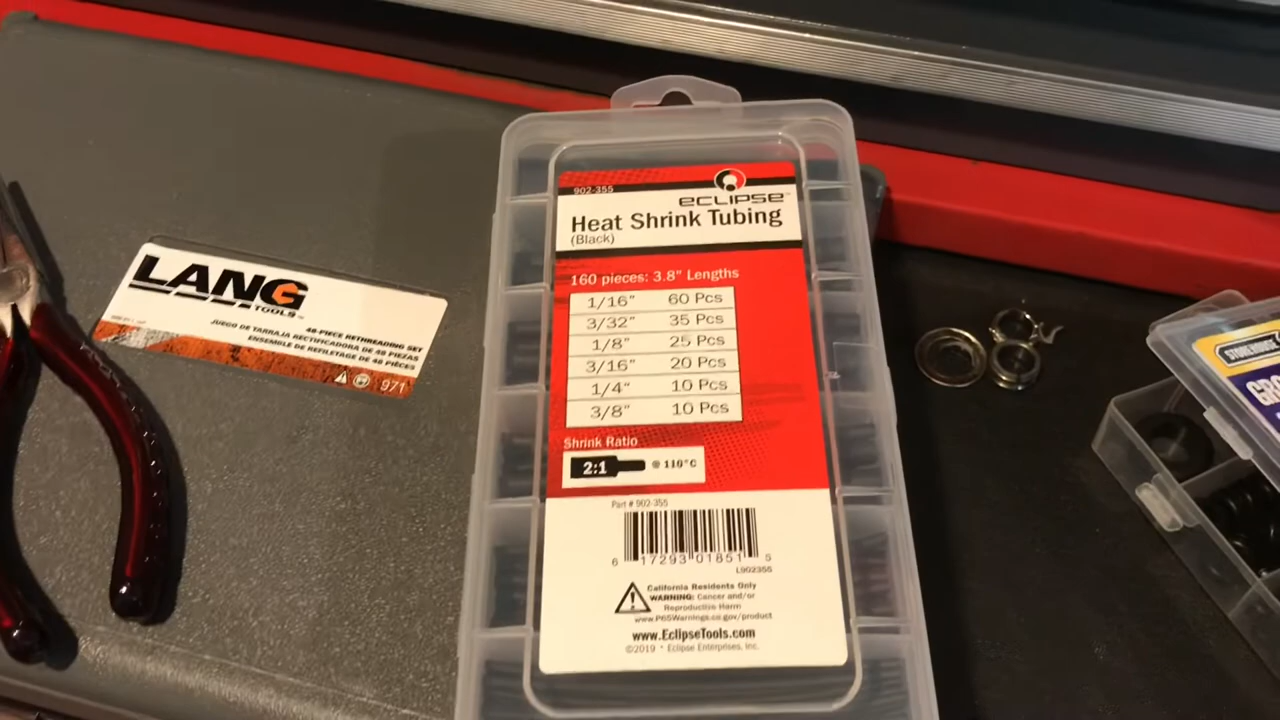 LANG
TOOLS
48-PIECE RETHREADING SET
JUEGO DE TARRAJA RECTIFICADORA DE 48 PIEZAS
ENSEMBLE DE REFILETAGE DE 48 PIÈCES
971
902-355
ECLIPSE™
Heat Shrink Tubing
(Black)
160 pieces: 3.8" Lengths
1/16" 60 Pcs
3/32" 35 Pcs
1/8" 25 Pcs
3/16" 20 Pcs
1/4" 10 Pcs
3/8" 10 Pcs
Shrink Ratio
2:1 @ 110°C
Part # 902-355
6 17293 01851 5
L902355
California Residents Only
WARNING: Cancer and/or
Reproductive Harm
www.P65Warnings.ca.gov/product
www.EclipseTools.com
©2019 • Eclipse Enterprises, Inc.
STOREHOUSE